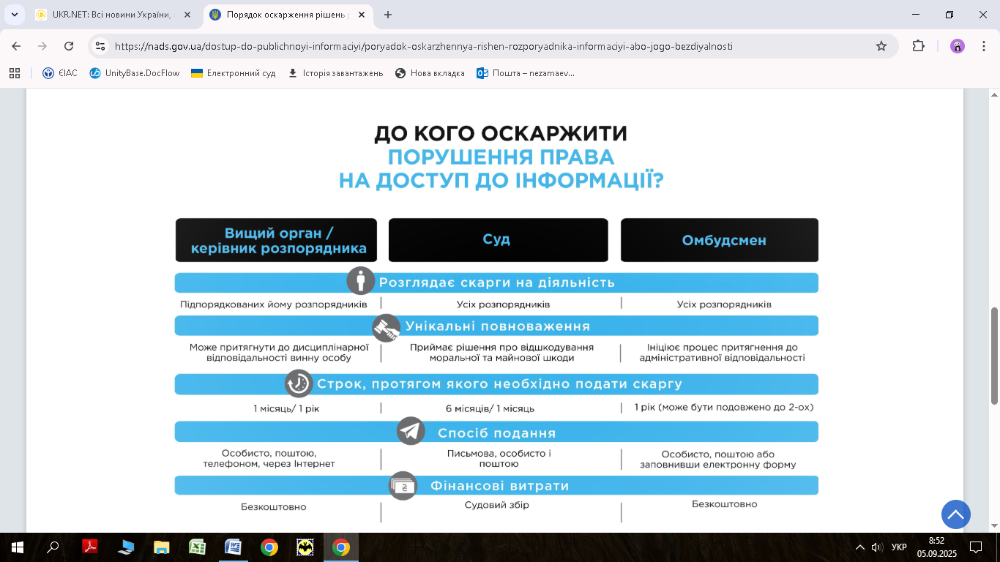 UKR.NET: Всі новини України,
Порядок оскарження рішень
https://nads.gov.ua/dostup-do-publichnoyi-informaciyi/poryadok-oskarzhennya-rishen-rozporyadnika-informaciyi-abo-jogo-bezdiyalnosti
ЄІАС UnityBase.DocFlow Електронний суд Історія завантажень Нова вкладка Пошта – nezamaev...
ДО КОГО ОСКАРЖИТИ
ПОРУШЕННЯ ПРАВА
НА ДОСТУП ДО ІНФОРМАЦІЇ?
Вищий орган /
керівник розпорядника
Суд
Омбудсмен
Розглядає скарги на діяльність
Підпорядкованих йому розпорядників
Усіх розпорядників
Усіх розпорядників
Унікальні повноваження
Може притягнути до дисциплінарної
відповідальності винну особу
Приймає рішення про відшкодування
моральної та майнової шкоди
Ініціює процес притягнення до
адміністративної відповідальності
Строк, протягом якого необхідно подати скаргу
1 місяць/ 1 рік
6 місяців/ 1 місяць
1 рік (може бути подовжено до 2-ох)
Спосіб подання
Особисто, поштою,
телефоном, через Інтернет
Письмова, особисто і
поштою
Особисто, поштою або
заповнивши електронну форму
₴
Фінансові витрати
Безкоштовно
Судовий збір
Безкоштовно
УКР
8:52
05.09.2025